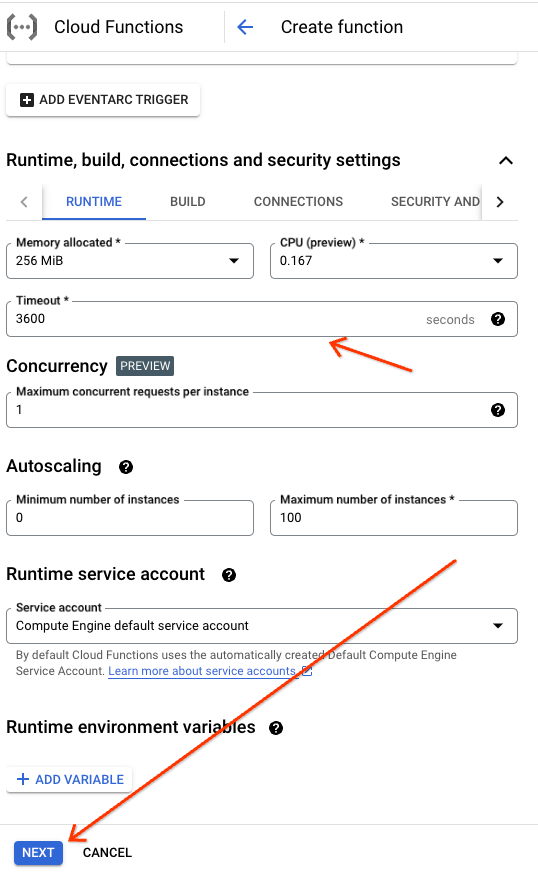 Cloud Functions
Create function
ADD EVENTARC TRIGGER
Runtime, build, connections and security settings
RUNTIME BUILD CONNECTIONS SECURITY AND
Memory allocated *
256 MiB
CPU (preview) *
0.167
Timeout *
3600 seconds
Concurrency PREVIEW
Maximum concurrent requests per instance
1
Autoscaling
Minimum number of instances
0
Maximum number of instances *
100
Runtime service account
Service account
Compute Engine default service account
By default Cloud Functions uses the automatically created Default Compute Engine
Service Account. Learn more about service accounts
Runtime environment variables
ADD VARIABLE
NEXT CANCEL